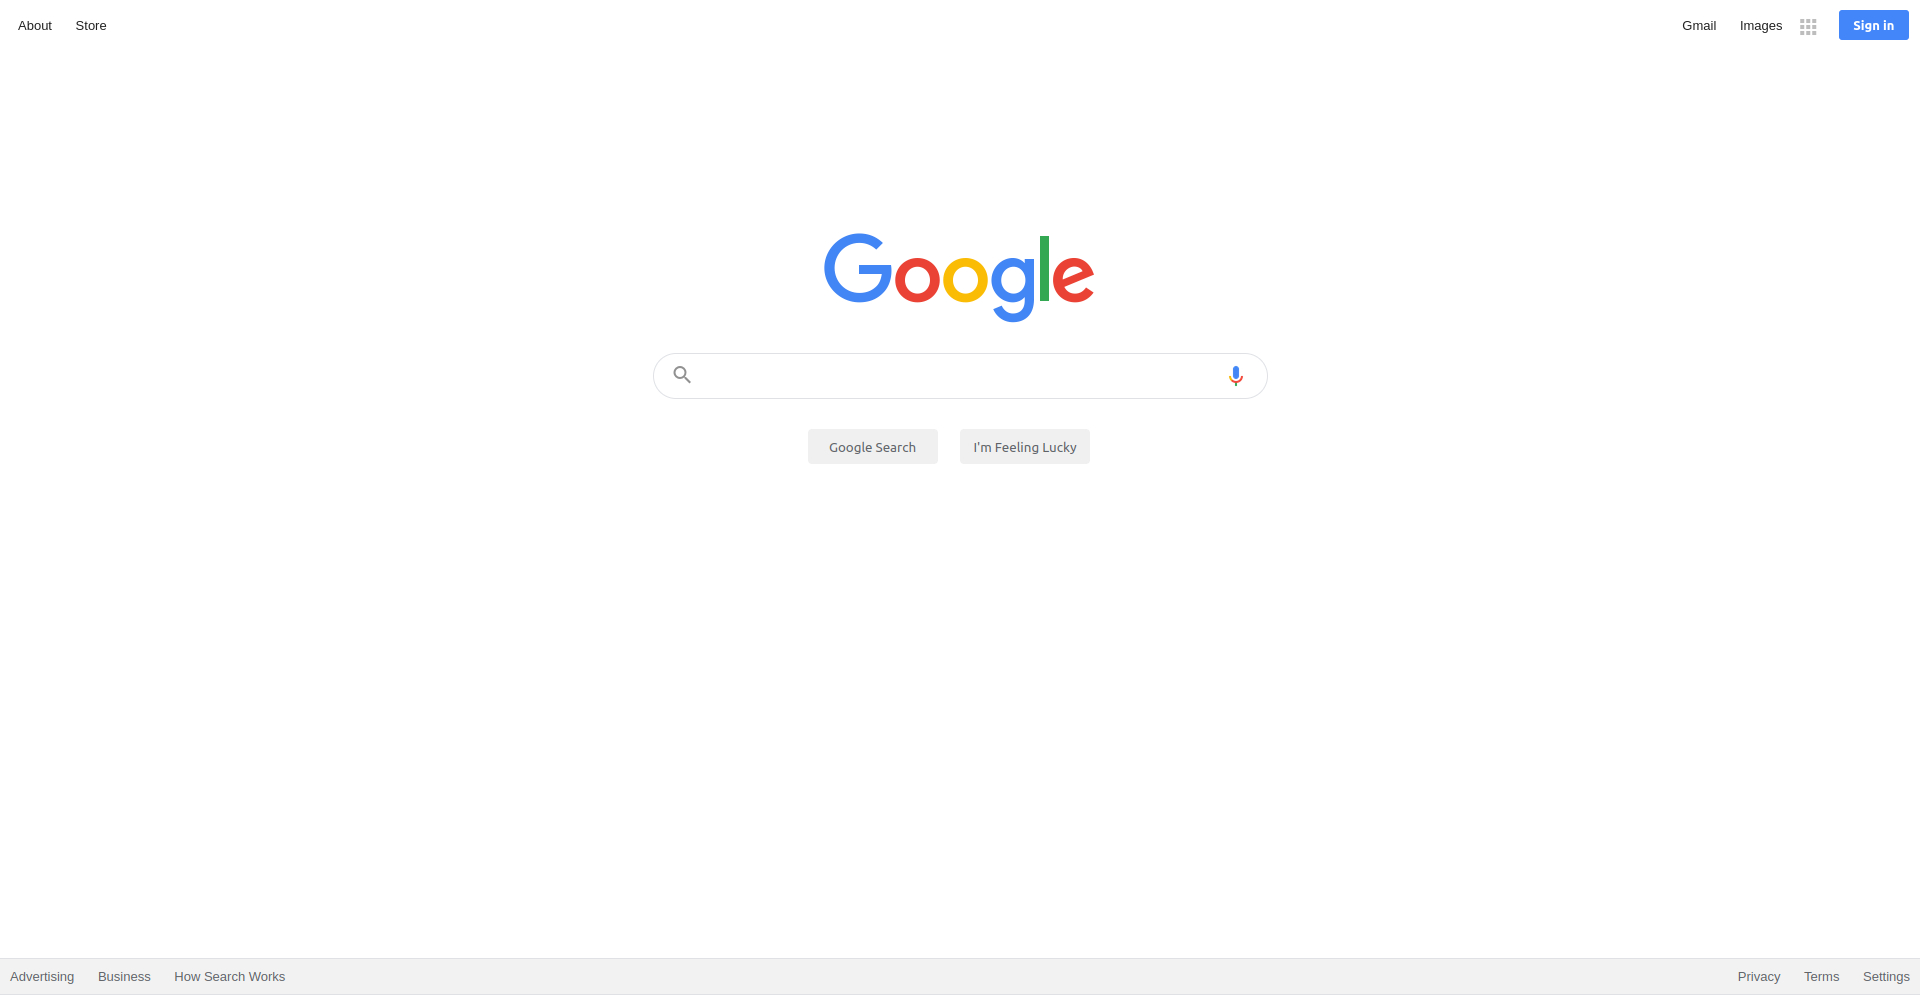 About Store Gmail Images Sign in
Google
Google Search I'm Feeling Lucky
Advertising Business How Search Works Privacy Terms Settings